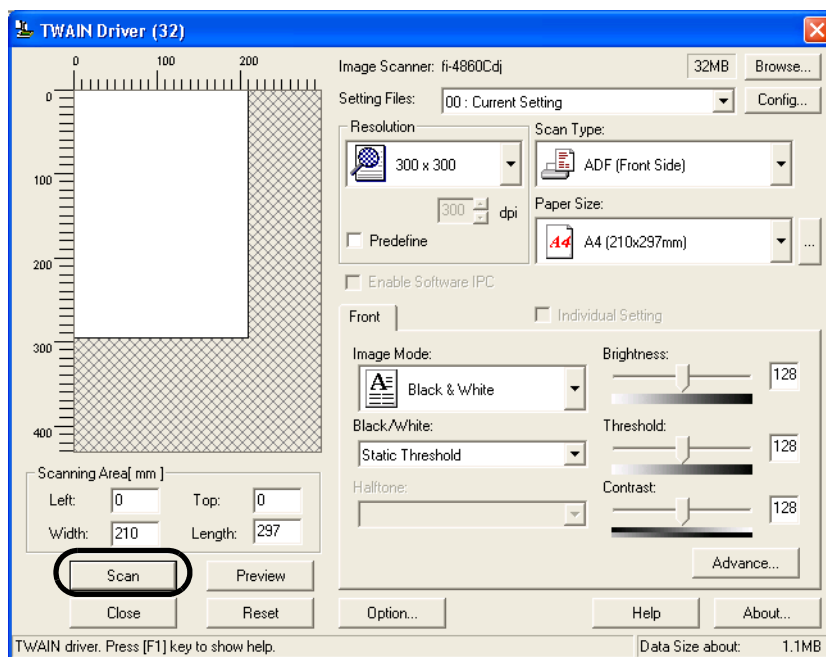 TWAIN Driver (32)
0 100 200
0
100
200
300
400
Image Scanner: fi-4860Cdj 32MB Browse...
Setting Files: 00 : Current Setting Config...
Resolution
300 x 300
300 dpi
Predefine
Scan Type:
ADF (Front Side)
Paper Size:
A4 A4 (210x297mm) ...
Enable Software IPC
Front Individual Setting
Image Mode:
Black & White
Black/White:
Static Threshold
Halftone:
Brightness:
128
Threshold:
128
Contrast:
128
Advance...
Scanning Area[ mm ]
Left: 0 Top: 0
Width: 210 Length: 297
Scan Preview
Close Reset Option... Help About...
TWAIN driver. Press [F1] key to show help. Data Size about: 1.1MB